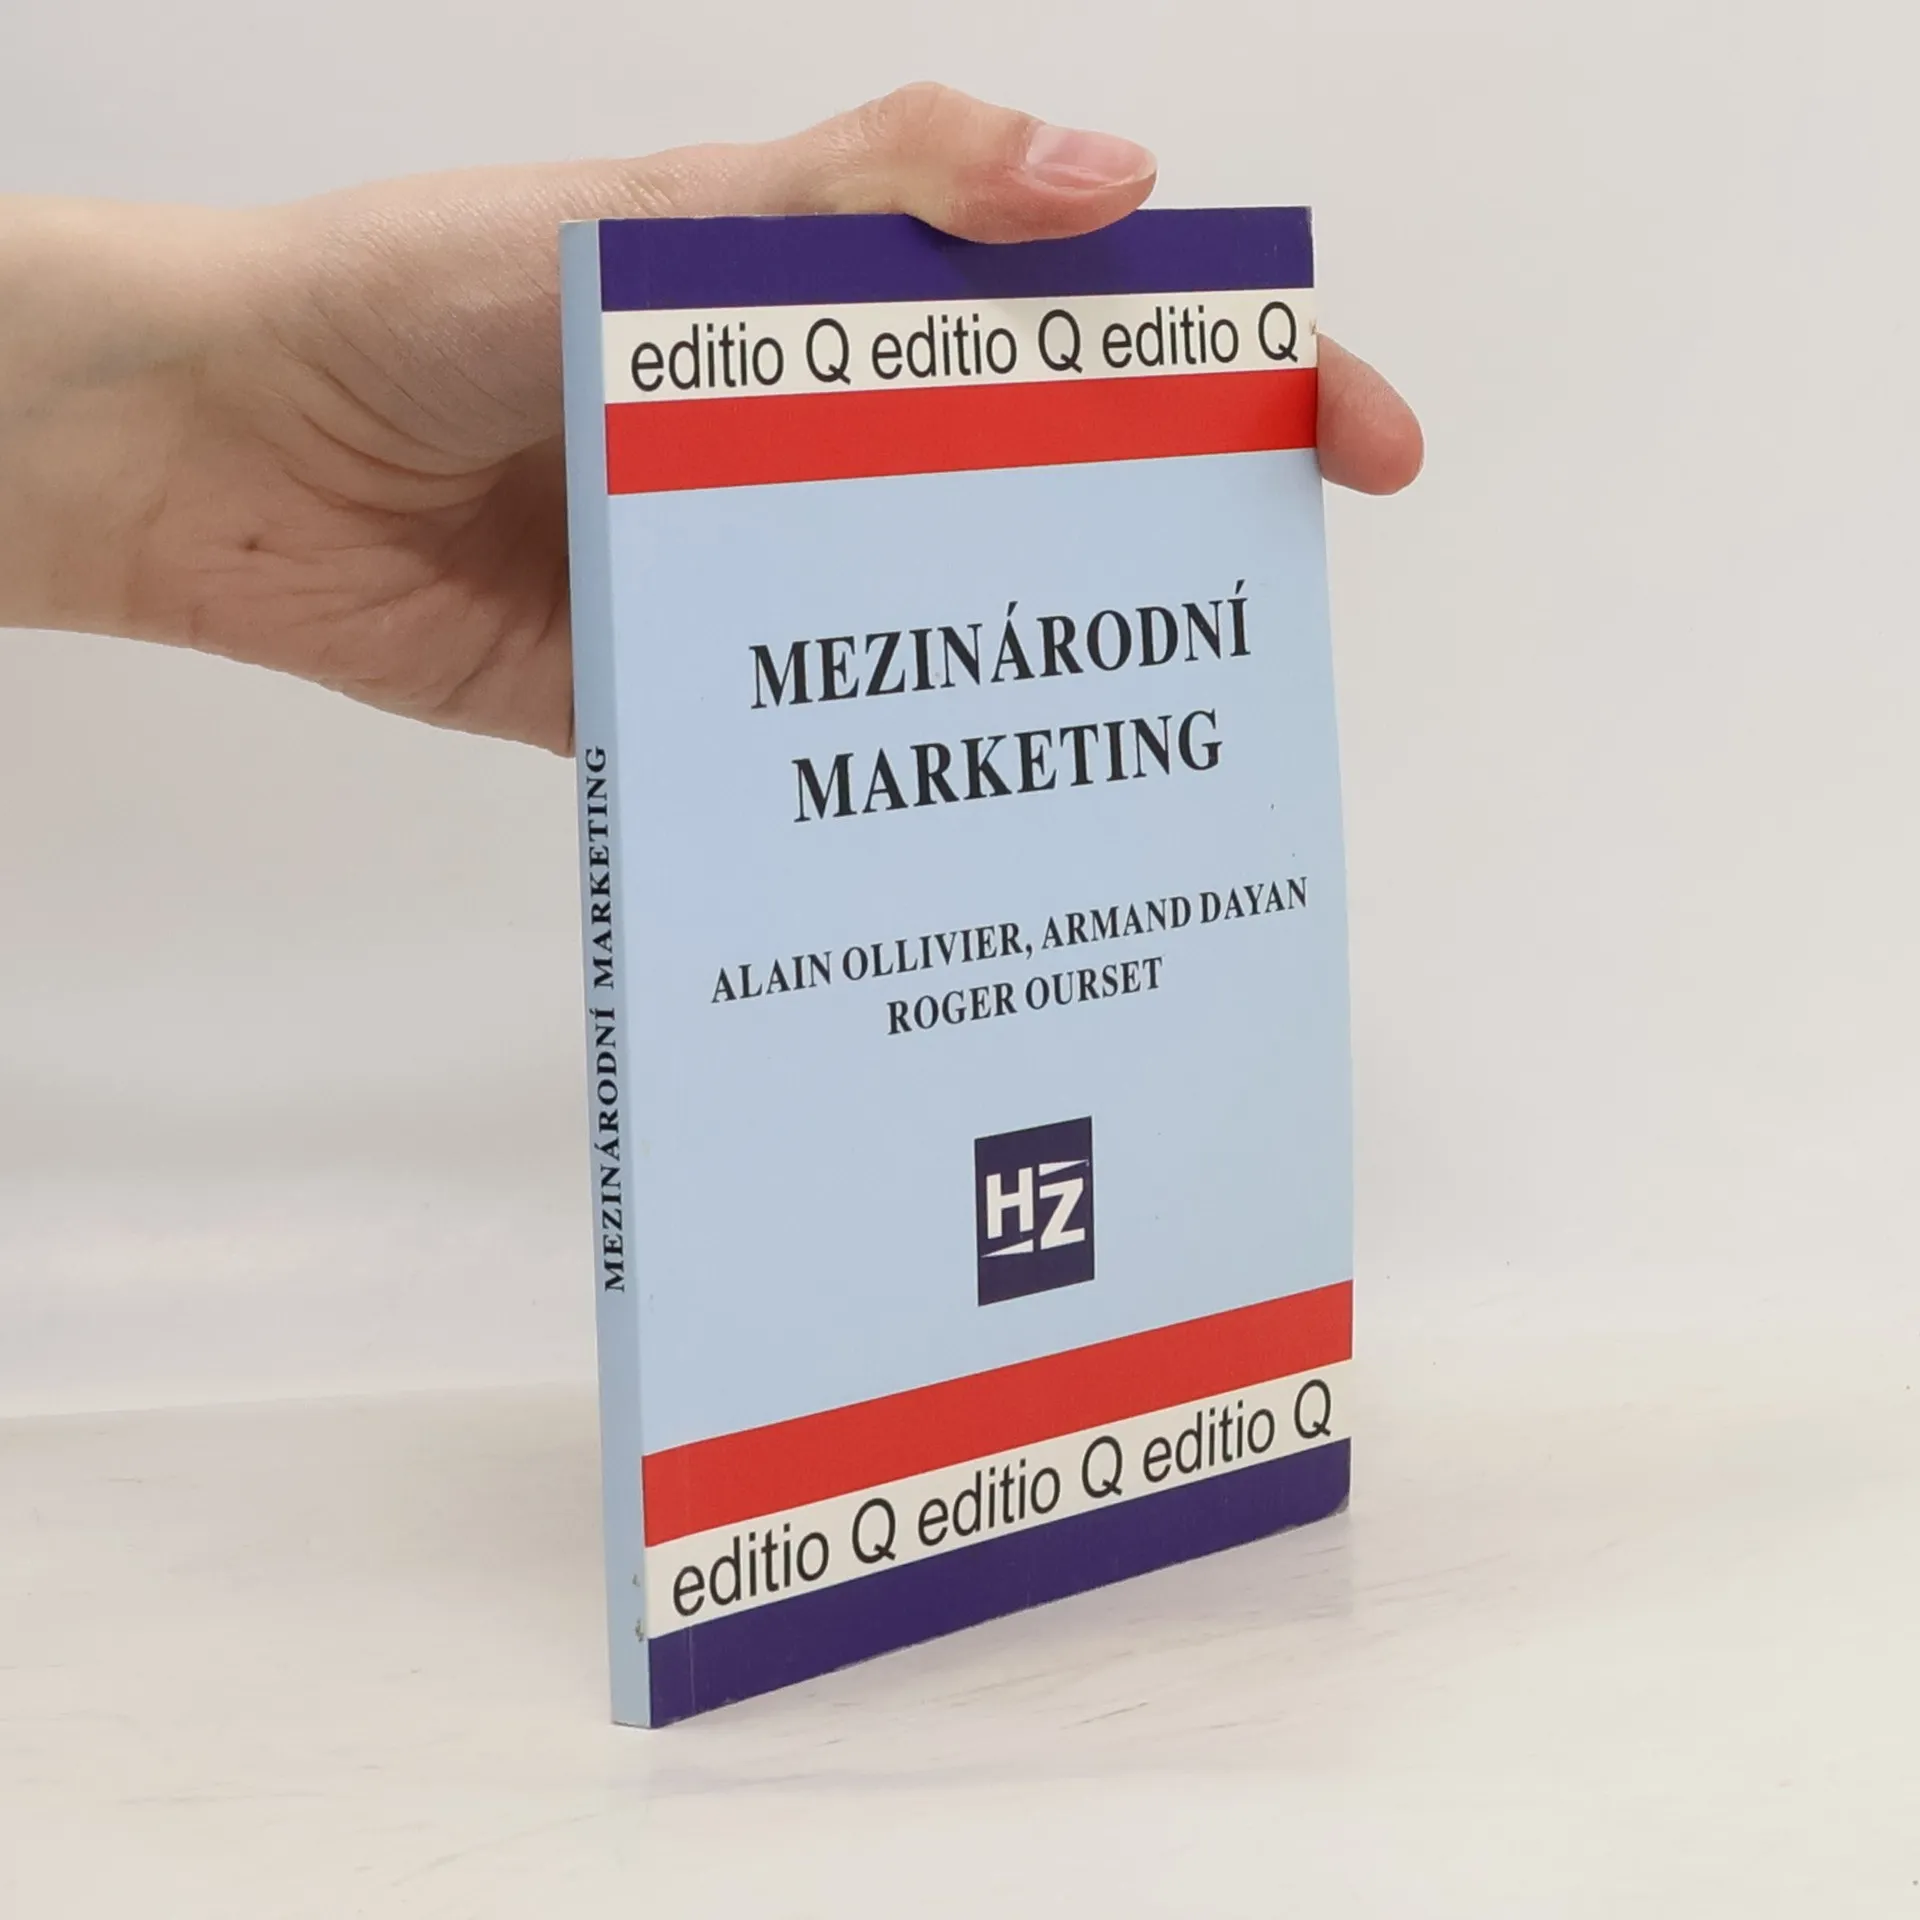 editio Q editio Q editio Q
MEZINÁRODNÍ
MARKETING
ALAIN OLLIVIER, ARMAND DAYAN
ROGER OURSET
HZ
editio Q editio Q editio Q
MEZINÁRODNÍ MARKETING